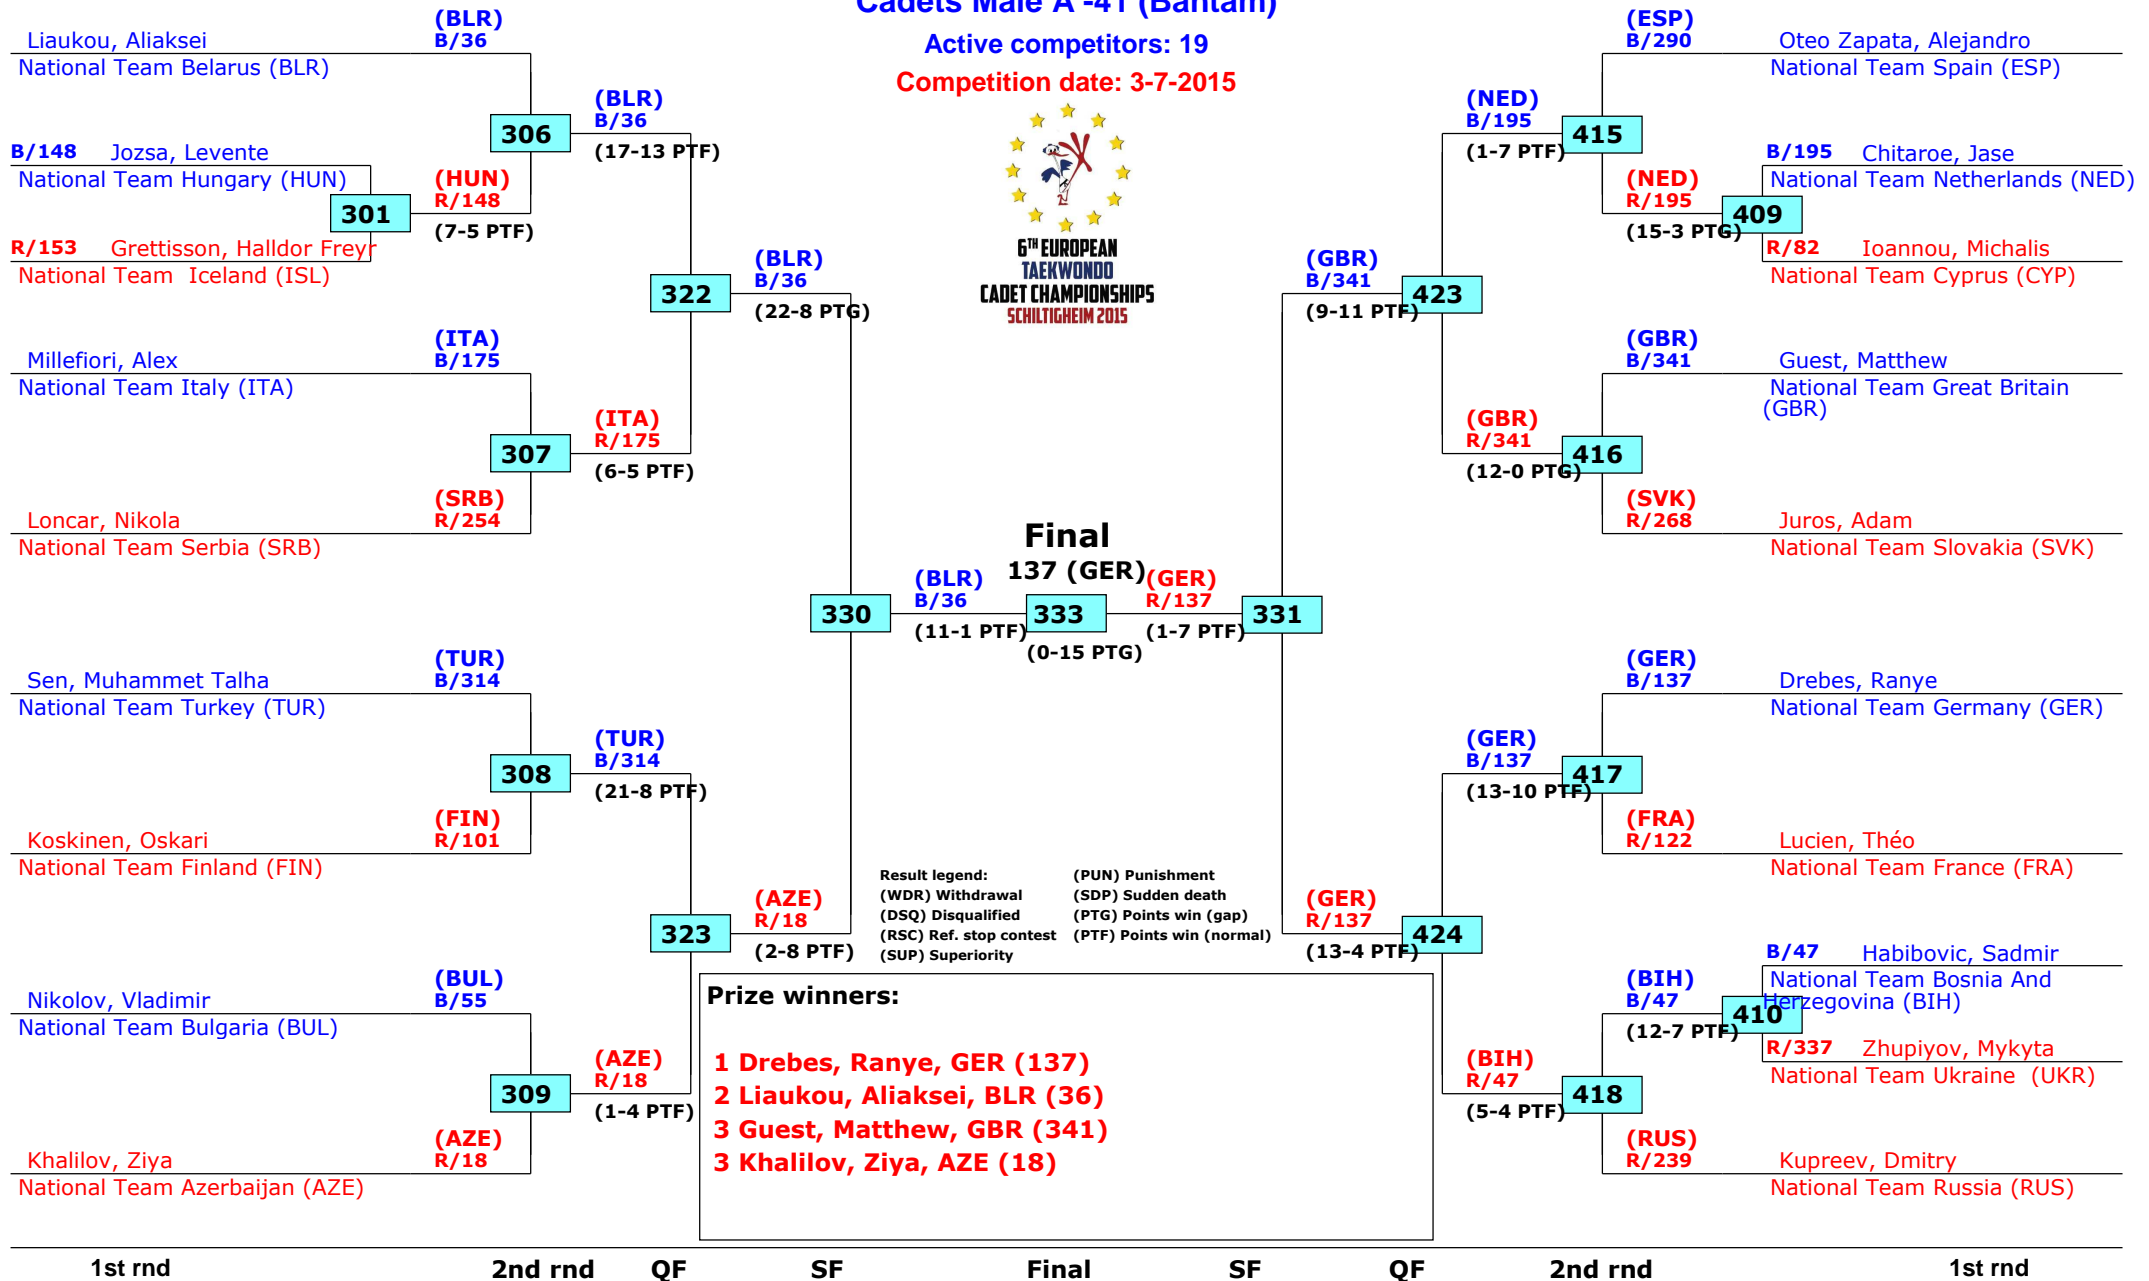 Cadets Male A -41 (Bantam)
Active competitors: 19
Competition date: 3-7-2015
6TH EUROPEAN
TAEKWONDO
CADET CHAMPIONSHIPS
SCHILTIGHEIM 2015
Liaukou, Aliaksei
National Team Belarus (BLR)
(BLR)
B/36
B/148 Jozsa, Levente
National Team Hungary (HUN)
301
R/153 Grettisson, Halldor Freyr
National Team Iceland (ISL)
(HUN)
R/148
(7-5 PTF)
306
(BLR)
B/36
(17-13 PTF)
Millefiori, Alex
National Team Italy (ITA)
(ITA)
B/175
307
Loncar, Nikola
National Team Serbia (SRB)
(SRB)
R/254
(ITA)
R/175
(6-5 PTF)
322
(BLR)
B/36
(22-8 PTG)
Sen, Muhammet Talha
National Team Turkey (TUR)
(TUR)
B/314
308
Koskinen, Oskari
National Team Finland (FIN)
(FIN)
R/101
(TUR)
B/314
(21-8 PTF)
Nikolov, Vladimir
National Team Bulgaria (BUL)
(BUL)
B/55
309
Khalilov, Ziya
National Team Azerbaijan (AZE)
(AZE)
R/18
(AZE)
R/18
(1-4 PTF)
323
(AZE)
R/18
(2-8 PTF)
330
(BLR)
B/36
(11-1 PTF)
Final
137 (GER)
333
(0-15 PTG)
(GER)
R/137
(1-7 PTF)
331
(GBR)
B/341
(9-11 PTF)
423
(NED)
B/195
(1-7 PTF)
415
(ESP)
B/290
Oteo Zapata, Alejandro
National Team Spain (ESP)
(NED)
R/195
(15-3 PTG)
409
B/195 Chitaroe, Jase
National Team Netherlands (NED)
R/82 Ioannou, Michalis
National Team Cyprus (CYP)
(GBR)
R/341
(12-0 PTG)
416
(GBR)
B/341
Guest, Matthew
National Team Great Britain
(GBR)
(SVK)
R/268
Juros, Adam
National Team Slovakia (SVK)
(GER)
R/137
(13-4 PTF)
424
(GER)
B/137
(13-10 PTF)
417
(GER)
B/137
Drebes, Ranye
National Team Germany (GER)
(FRA)
R/122
Lucien, Théo
National Team France (FRA)
(BIH)
R/47
(5-4 PTF)
418
(BIH)
B/47
(12-7 PTF)
410
B/47 Habibovic, Sadmir
National Team Bosnia And
Herzegovina (BIH)
R/337 Zhupiyov, Mykyta
National Team Ukraine (UKR)
(RUS)
R/239
Kupreev, Dmitry
National Team Russia (RUS)
Result legend:
(WDR) Withdrawal
(DSQ) Disqualified
(RSC) Ref. stop contest
(SUP) Superiority
(PUN) Punishment
(SDP) Sudden death
(PTG) Points win (gap)
(PTF) Points win (normal)
Prize winners:
1 Drebes, Ranye, GER (137)
2 Liaukou, Aliaksei, BLR (36)
3 Guest, Matthew, GBR (341)
3 Khalilov, Ziya, AZE (18)
1st rnd 2nd rnd QF SF Final SF QF 2nd rnd 1st rnd